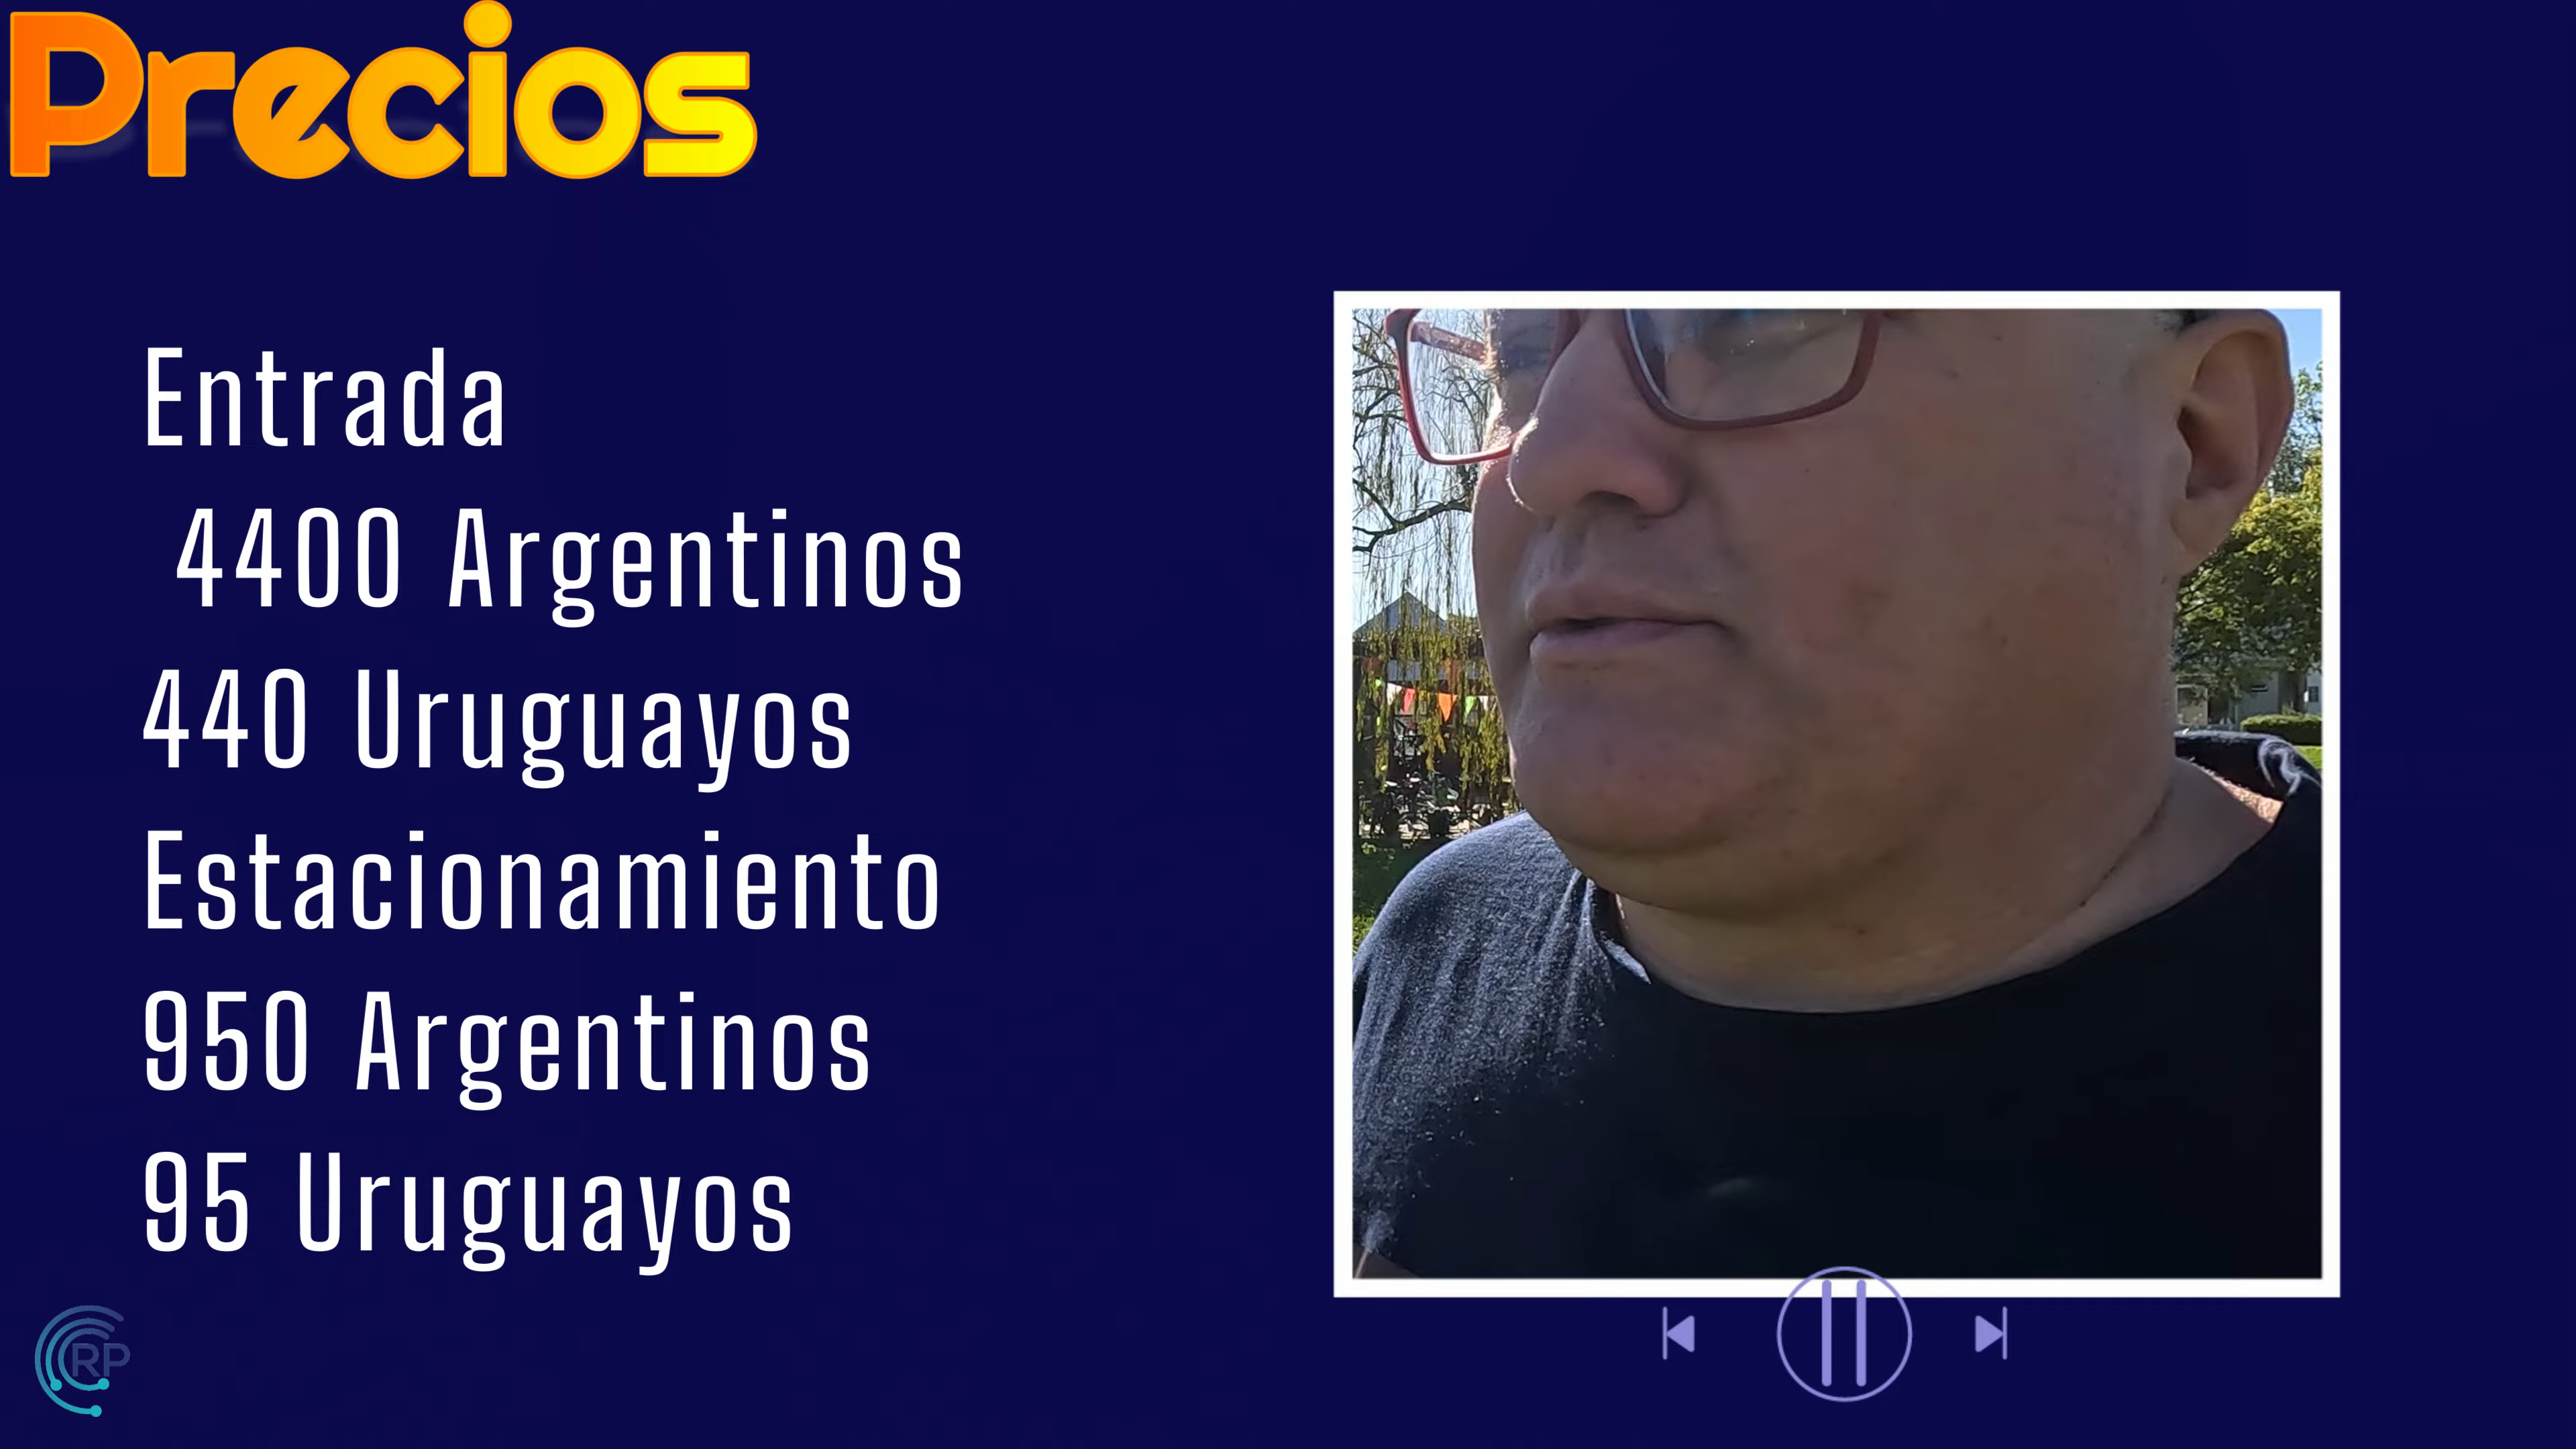 Precios
Entrada
4400 Argentinos
440 Uruguayos
Estacionamiento
950 Argentinos
95 Uruguayos
RP